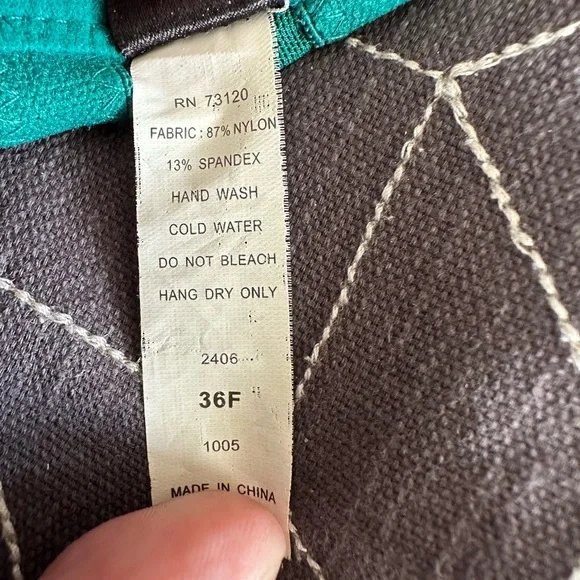 RN 73120
FABRIC: 87% NYLON
13% SPANDEX
HAND WASH
COLD WATER
DO NOT BLEACH
HANG DRY ONLY
2406
36F
1005
MADE IN CHINA